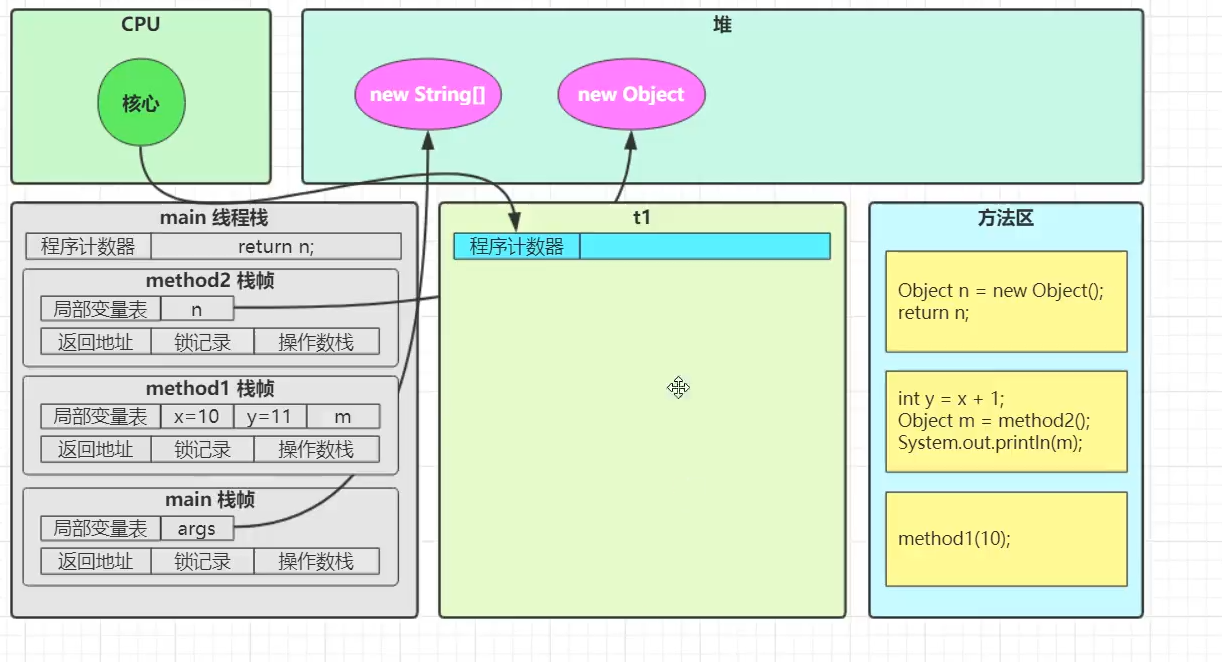 CPU
核心
堆
new String[]
new Object
main 线程栈
程序计数器
return n;
method2 栈帧
局部变量表
n
返回地址
锁记录
操作数栈
method1 栈帧
局部变量表
x=10
y=11
m
返回地址
锁记录
操作数栈
main 栈帧
局部变量表
args
返回地址
锁记录
操作数栈
t1
程序计数器
方法区
Object n = new Object();
return n;
int y = x + 1;
Object m = method2();
System.out.println(m);
method1(10);